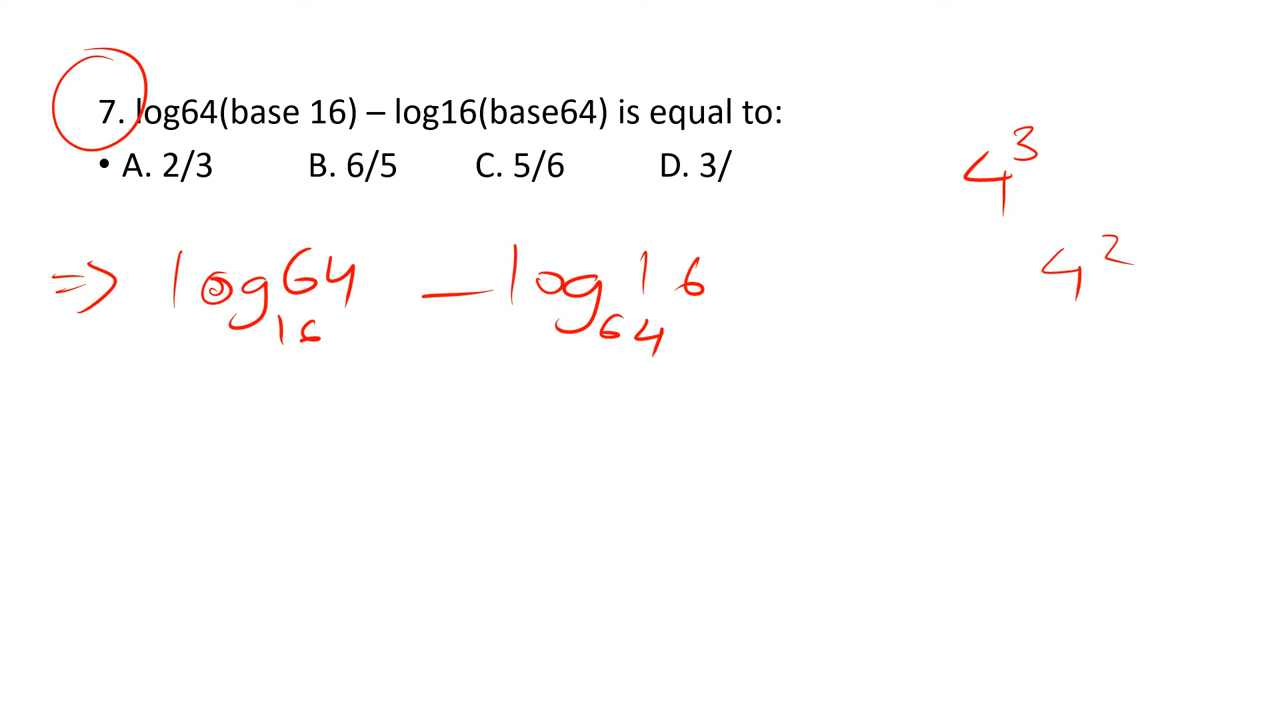 7. log64(base 16) – log16(base64) is equal to:
• A. 2/3 B. 6/5 C. 5/6 D. 3/
4³
4²
⇒ log₁₆64 – log₆₄16